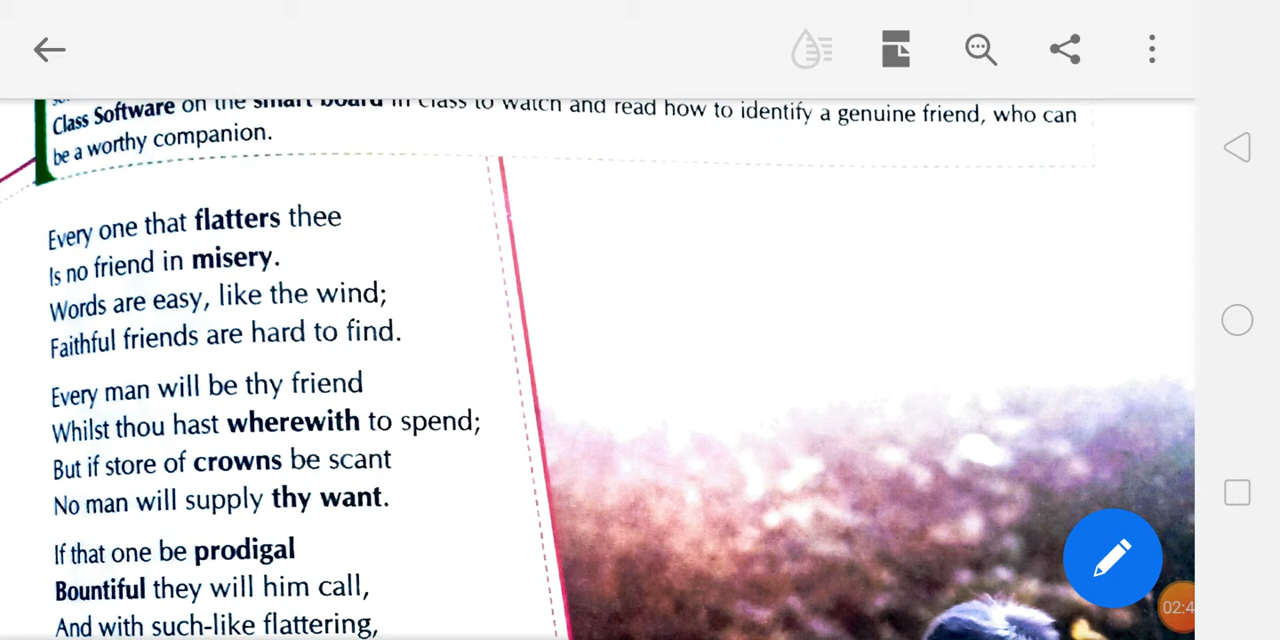 Class Software on the smart board in class to watch and read how to identify a genuine friend, who can
be a worthy companion.
Every one that flatters thee
Is no friend in misery.
Words are easy, like the wind;
Faithful friends are hard to find.
Every man will be thy friend
Whilst thou hast wherewith to spend;
But if store of crowns be scant
No man will supply thy want.
If that one be prodigal
Bountiful they will him call,
And with such-like flattering,
02:4